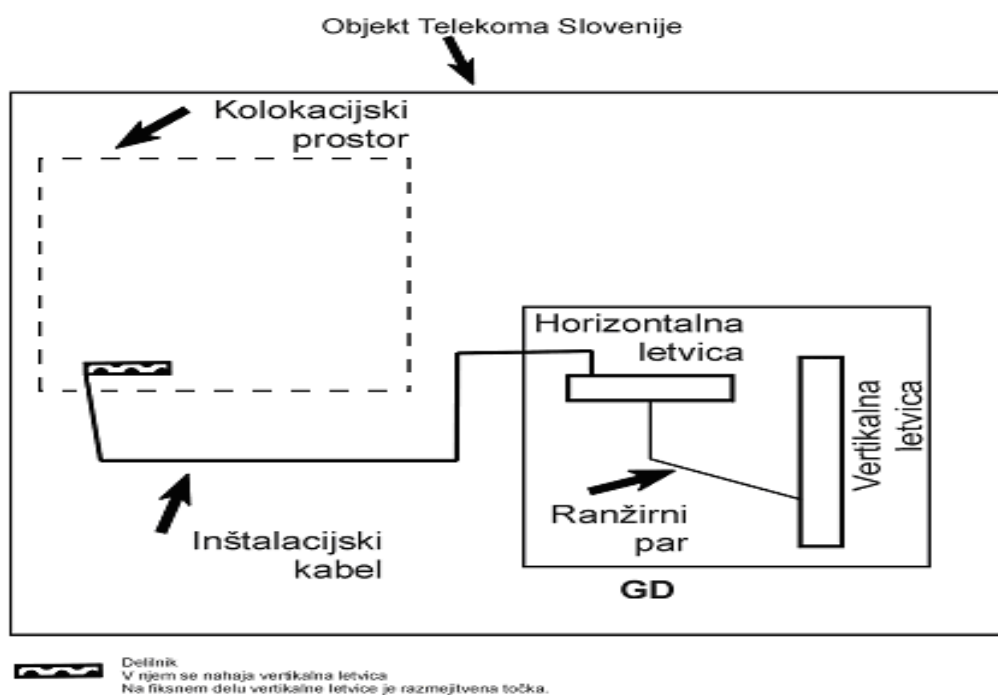 Objekt Telekoma Slovenije
Kolokacijski
prostor
Horizontalna
letvica
Vertikalna
letvica
Ranžirni
par
Inštalacijski
kabel
GD
Delilnik
V njem se nahaja vertikalna letvica
Na fiksnem delu vertikalne letvice je razmejitvena točka.